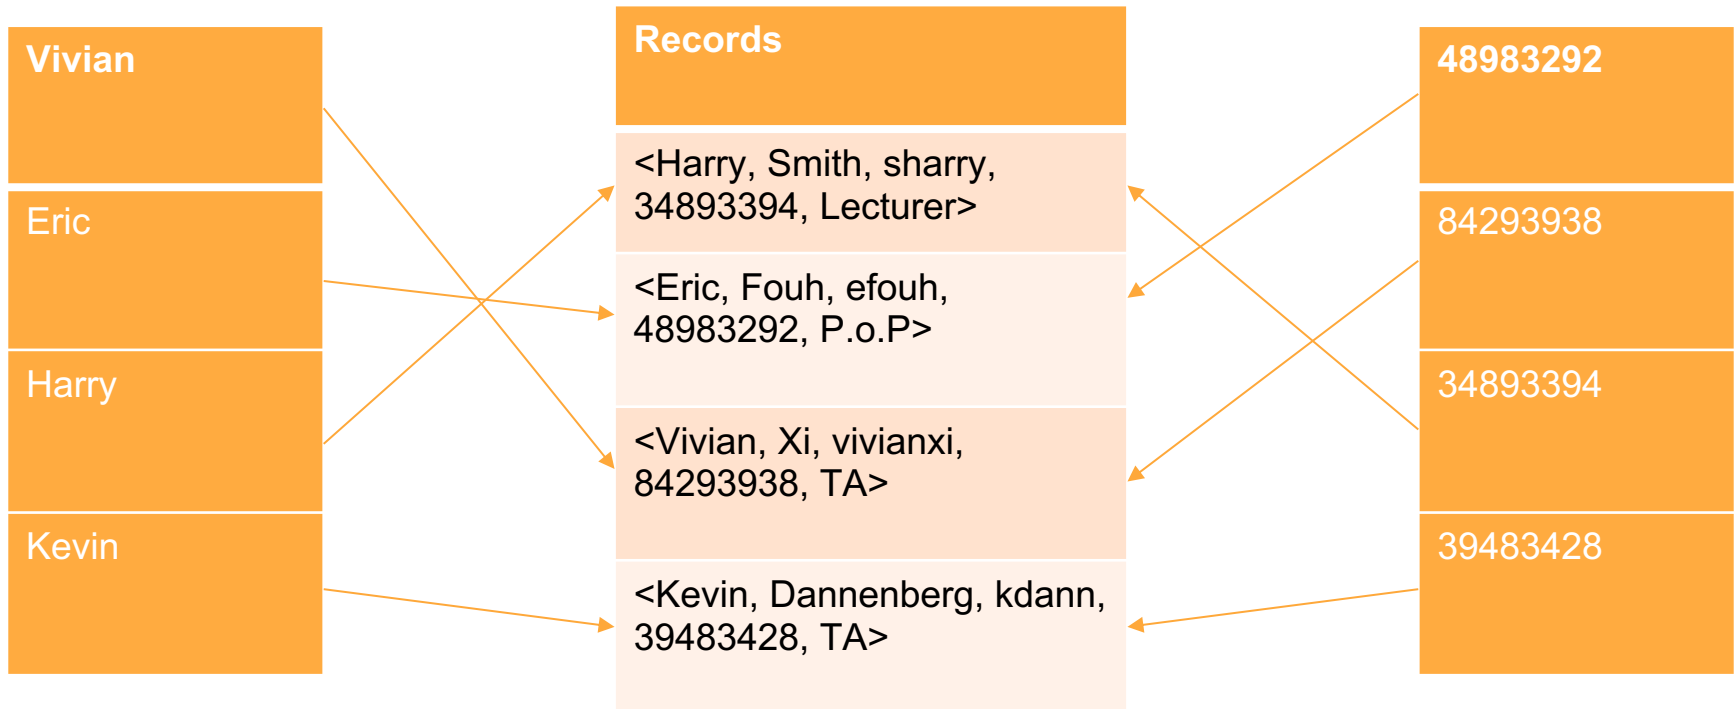 Vivian
Eric
Harry
Kevin
Records
<Harry, Smith, sharry,
34893394, Lecturer>
<Eric, Fouh, efouh,
48983292, P.o.P>
<Vivian, Xi, vivianxi,
84293938, TA>
<Kevin, Dannenberg, kdann,
39483428, TA>
48983292
84293938
34893394
39483428